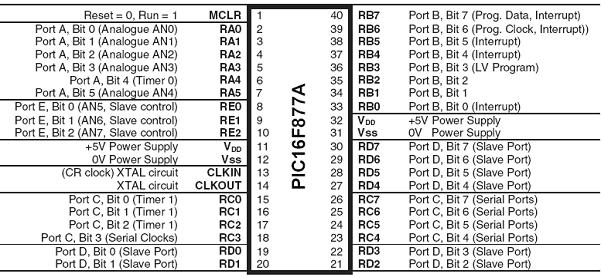 Reset = 0, Run = 1 MCLR 1 40 RB7 Port B, Bit 7 (Prog. Data, Interrupt)
Port A, Bit 0 (Analogue AN0) RA0 2 39 RB6 Port B, Bit 6 (Prog. Clock, Interrupt))
Port A, Bit 1 (Analogue AN1) RA1 3 38 RB5 Port B, Bit 5 (Interrupt)
Port A, Bit 2 (Analogue AN2) RA2 4 37 RB4 Port B, Bit 4 (Interrupt)
Port A, Bit 3 (Analogue AN3) RA3 5 36 RB3 Port B, Bit 3 (LV Program)
Port A, Bit 4 (Timer 0) RA4 6 35 RB2 Port B, Bit 2
Port A, Bit 5 (Analogue AN4) RA5 7 34 RB1 Port B, Bit 1
Port E, Bit 0 (AN5, Slave control) RE0 8 33 RB0 Port B, Bit 0 (Interrupt)
Port E, Bit 1 (AN6, Slave control) RE1 9 32 VDD +5V Power Supply
Port E, Bit 2 (AN7, Slave control) RE2 10 31 Vss 0V Power Supply
+5V Power Supply VDD 11 30 RD7 Port D, Bit 7 (Slave Port)
0V Power Supply Vss 12 29 RD6 Port D, Bit 6 (Slave Port)
(CR clock) XTAL circuit CLKIN 13 28 RD5 Port D, Bit 5 (Slave Port)
XTAL circuit CLKOUT 14 27 RD4 Port D, Bit 4 (Slave Port)
Port C, Bit 0 (Timer 1) RC0 15 26 RC7 Port C, Bit 7 (Serial Ports)
Port C, Bit 1 (Timer 1) RC1 16 25 RC6 Port C, Bit 6 (Serial Ports)
Port C, Bit 2 (Timer 1) RC2 17 24 RC5 Port C, Bit 5 (Serial Ports)
Port C, Bit 3 (Serial Clocks) RC3 18 23 RC4 Port C, Bit 4 (Serial Ports)
Port D, Bit 0 (Slave Port) RD0 19 22 RD3 Port D, Bit 3 (Slave Port)
Port D, Bit 1 (Slave Port) RD1 20 21 RD2 Port D, Bit 2 (Slave Port)
PIC16F877A